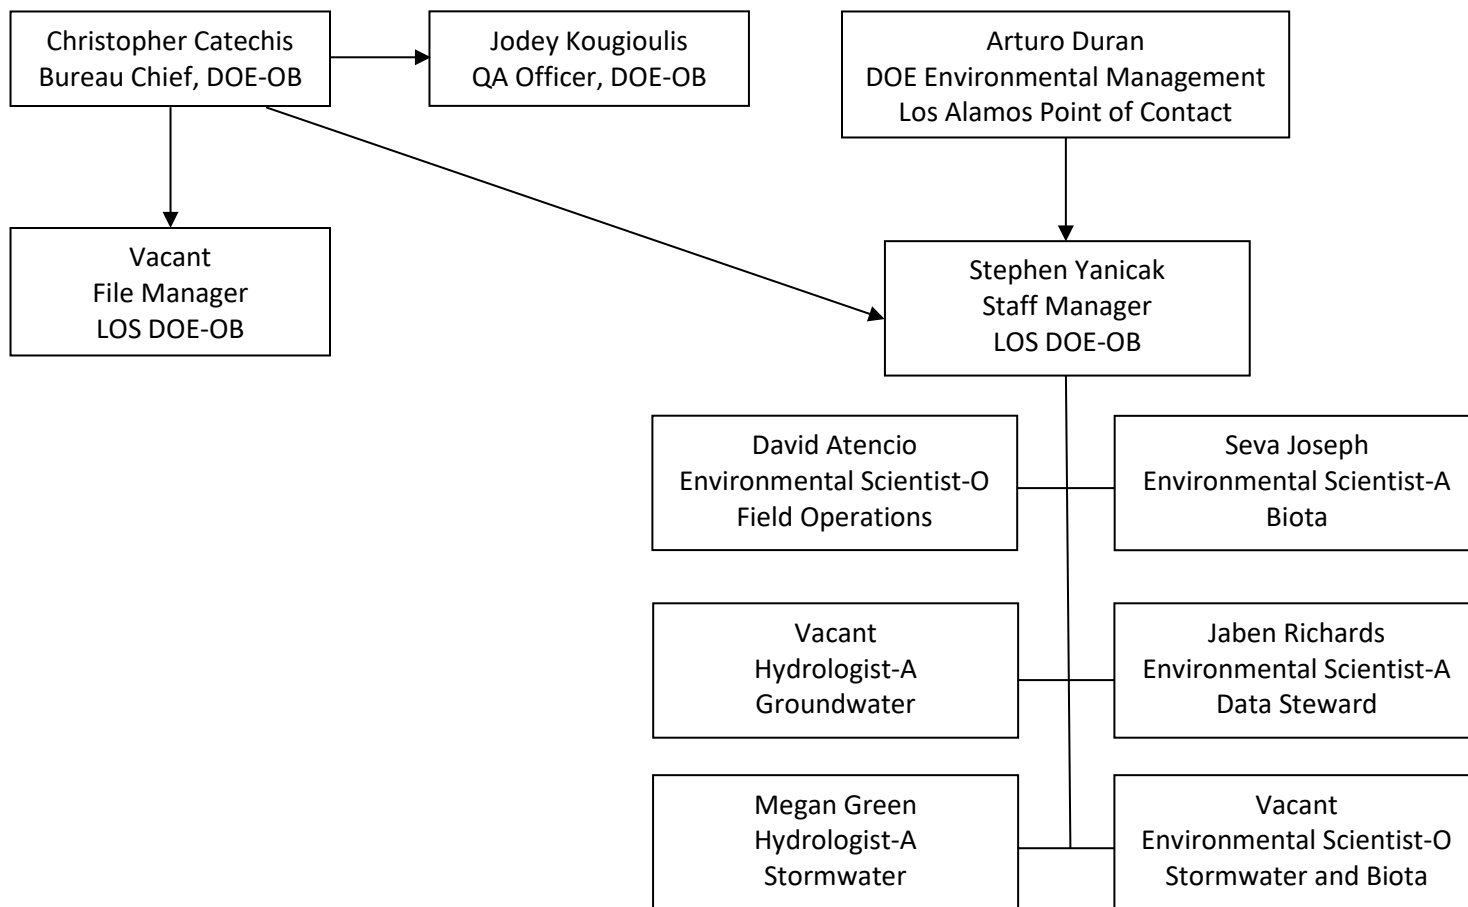 Christopher Catechis
Bureau Chief, DOE-OB
Jodey Kougioulis
QA Officer, DOE-OB
Arturo Duran
DOE Environmental Management
Los Alamos Point of Contact
Vacant
File Manager
LOS DOE-OB
Stephen Yanicak
Staff Manager
LOS DOE-OB
David Atencio
Environmental Scientist-O
Field Operations
Seva Joseph
Environmental Scientist-A
Biota
Vacant
Hydrologist-A
Groundwater
Jaben Richards
Environmental Scientist-A
Data Steward
Megan Green
Hydrologist-A
Stormwater
Vacant
Environmental Scientist-O
Stormwater and Biota